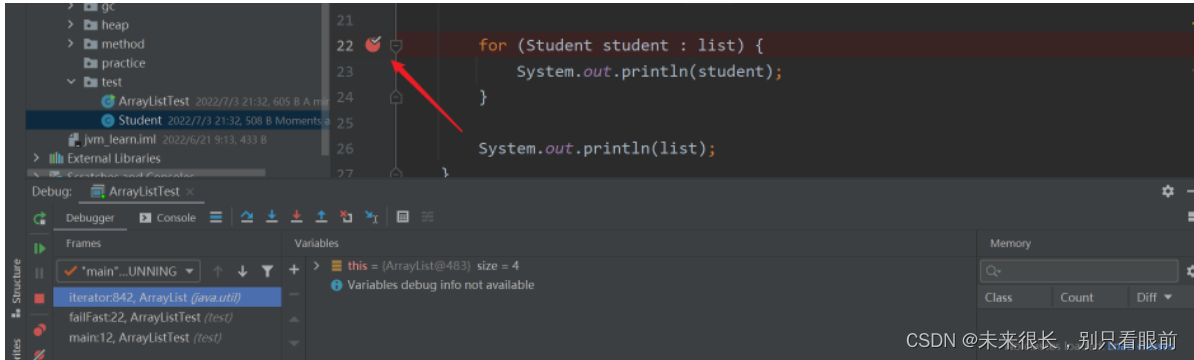 gc
heap
method
practice
test
ArrayListTest 2022/7/3 21:32, 605 B A min
Student 2022/7/3 21:32, 508 B Moments a
jvm_learn.iml 2022/6/21 9:13, 433 B
External Libraries
Scratches and Consoles
21
22 for (Student student : list) {
23 System.out.println(student);
24 }
25
26 System.out.println(list);
27 }
Debug: ArrayListTest ×
Debugger Console
Frames Variables Memory
"main"...UNNING
this = {ArrayList@483} size = 4
Variables debug info not available
iterator:842, ArrayList (java.util)
failFast:22, ArrayListTest (test)
main:12, ArrayListTest (test)
Class Count Diff
Structure
CSDN @未来很长，别只看眼前